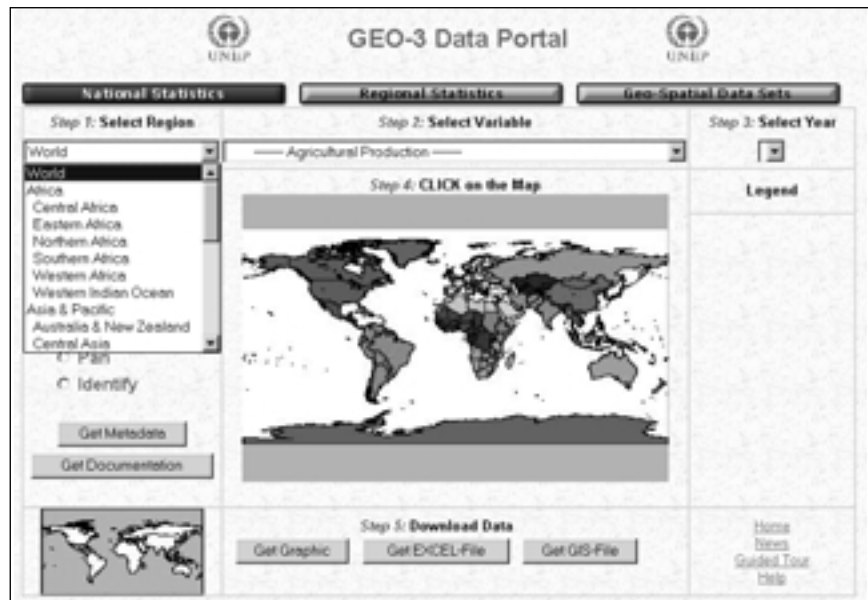 UNEP
GEO-3 Data Portal
UNEP
National Statistics
Regional Statistics
Geo-Spatial Data Sets
Step 1: Select Region
Step 2: Select Variable
Step 3: Select Year
World
------ Agricultural Production ------
World
Africa
Central Africa
Eastern Africa
Northern Africa
Southern Africa
Western Africa
Western Indian Ocean
Asia & Pacific
Australia & New Zealand
Central Asia
Pan
Identify
Get Metadata
Get Documentation
Step 4: CLICK on the Map
Legend
Step 5: Download Data
Get Graphic
Get EXCEL-File
Get GIS-File
Home
News
Guided Tour
Help